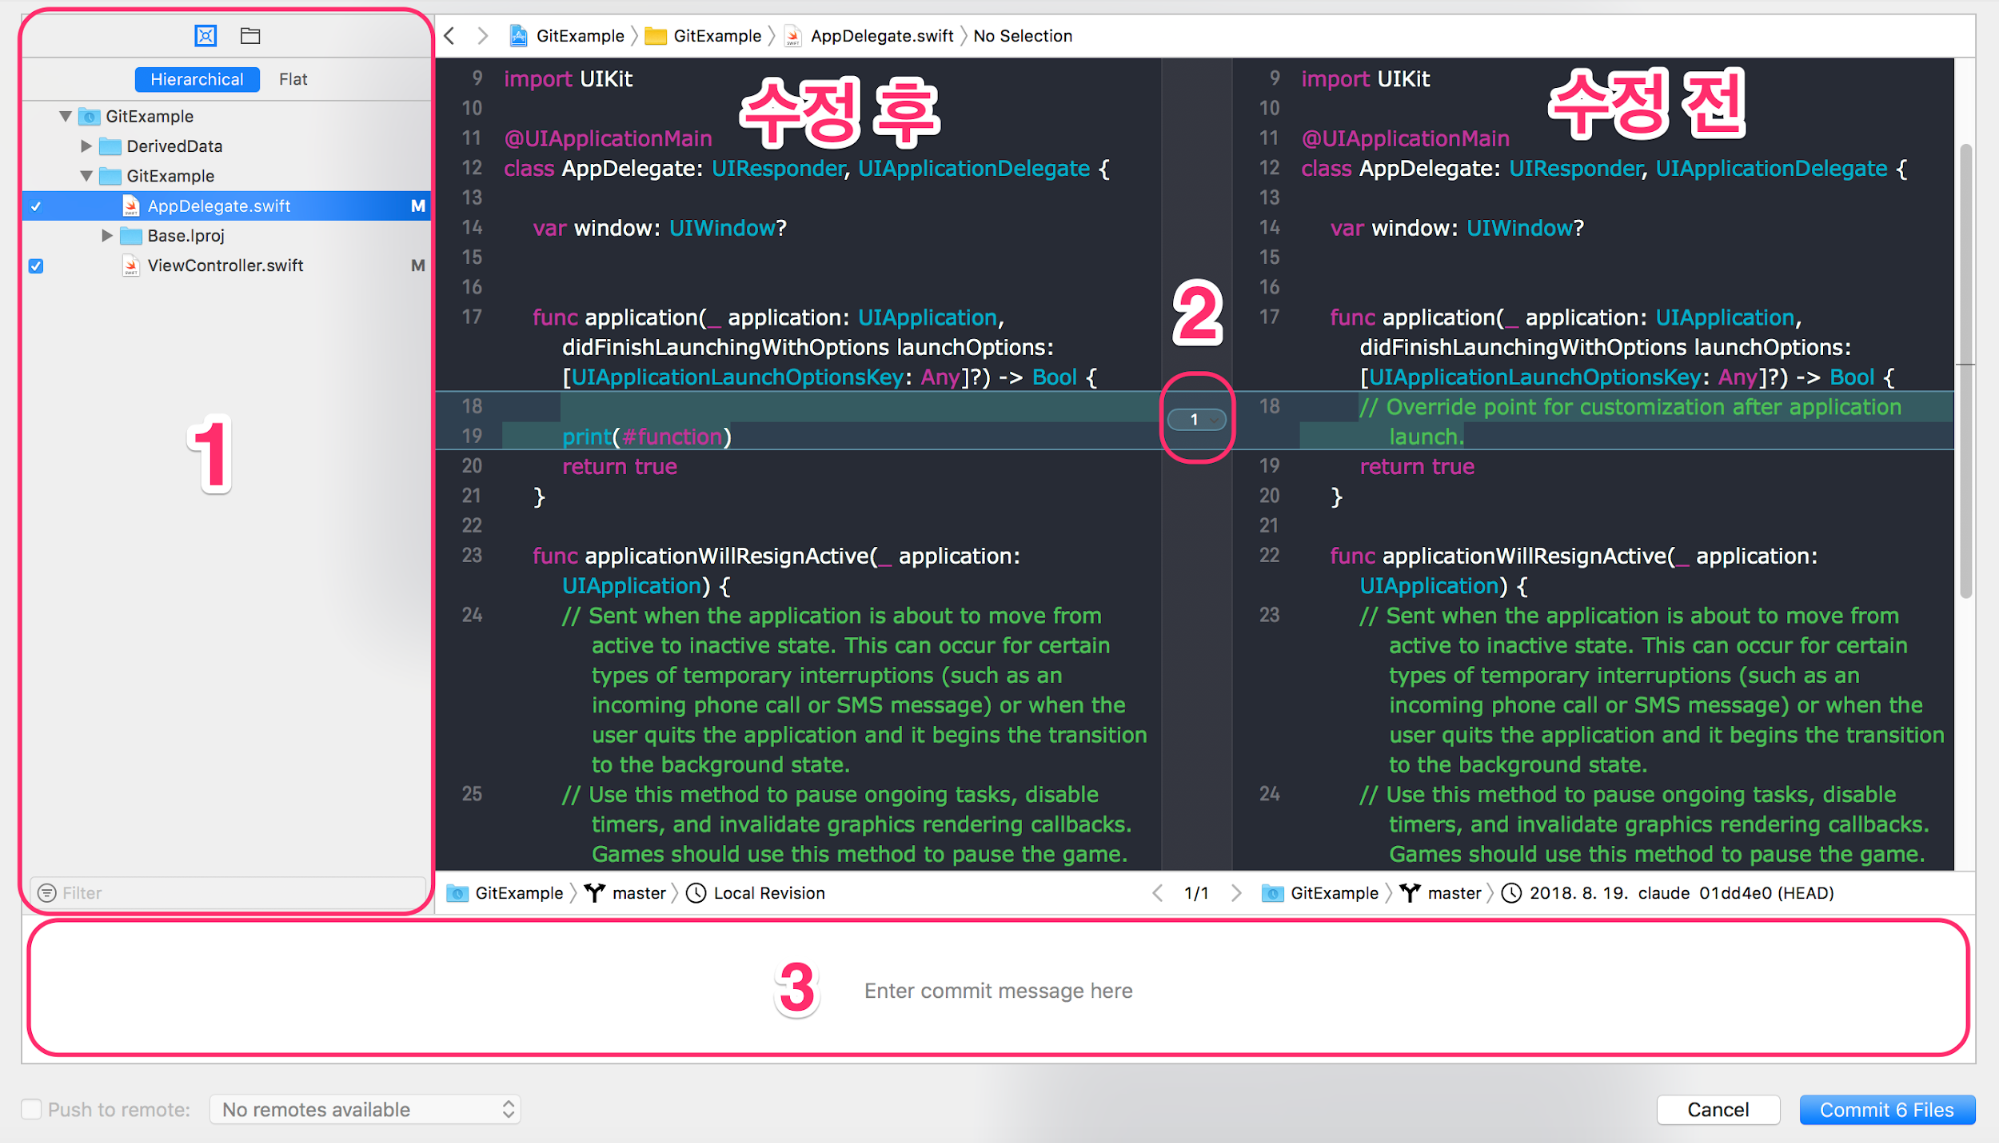 Hierarchical Flat
GitExample
DerivedData
GitExample
AppDelegate.swift M
Base.lproj
ViewController.swift M
1
Filter
GitExample GitExample AppDelegate.swift No Selection
수정 후
9 import UIKit
10
11 @UIApplicationMain
12 class AppDelegate: UIResponder, UIApplicationDelegate {
13
14 var window: UIWindow?
15
16
17 func application(_ application: UIApplication,
didFinishLaunchingWithOptions launchOptions:
[UIApplicationLaunchOptionsKey: Any]?) -> Bool {
18
19 print(#function)
20 return true
21 }
22
23 func applicationWillResignActive(_ application:
UIApplication) {
24 // Sent when the application is about to move from
active to inactive state. This can occur for certain
types of temporary interruptions (such as an
incoming phone call or SMS message) or when the
user quits the application and it begins the transition
to the background state.
25 // Use this method to pause ongoing tasks, disable
timers, and invalidate graphics rendering callbacks.
Games should use this method to pause the game.
2
1
수정 전
9 import UIKit
10
11 @UIApplicationMain
12 class AppDelegate: UIResponder, UIApplicationDelegate {
13
14 var window: UIWindow?
15
16
17 func application(_ application: UIApplication,
didFinishLaunchingWithOptions launchOptions:
[UIApplicationLaunchOptionsKey: Any]?) -> Bool {
18 // Override point for customization after application
launch.
19 return true
20 }
21
22 func applicationWillResignActive(_ application:
UIApplication) {
23 // Sent when the application is about to move from
active to inactive state. This can occur for certain
types of temporary interruptions (such as an
incoming phone call or SMS message) or when the
user quits the application and it begins the transition
to the background state.
24 // Use this method to pause ongoing tasks, disable
timers, and invalidate graphics rendering callbacks.
Games should use this method to pause the game.
GitExample master Local Revision 1/1 GitExample master 2018. 8. 19. claude 01dd4e0 (HEAD)
3 Enter commit message here
Push to remote: No remotes available Cancel Commit 6 Files